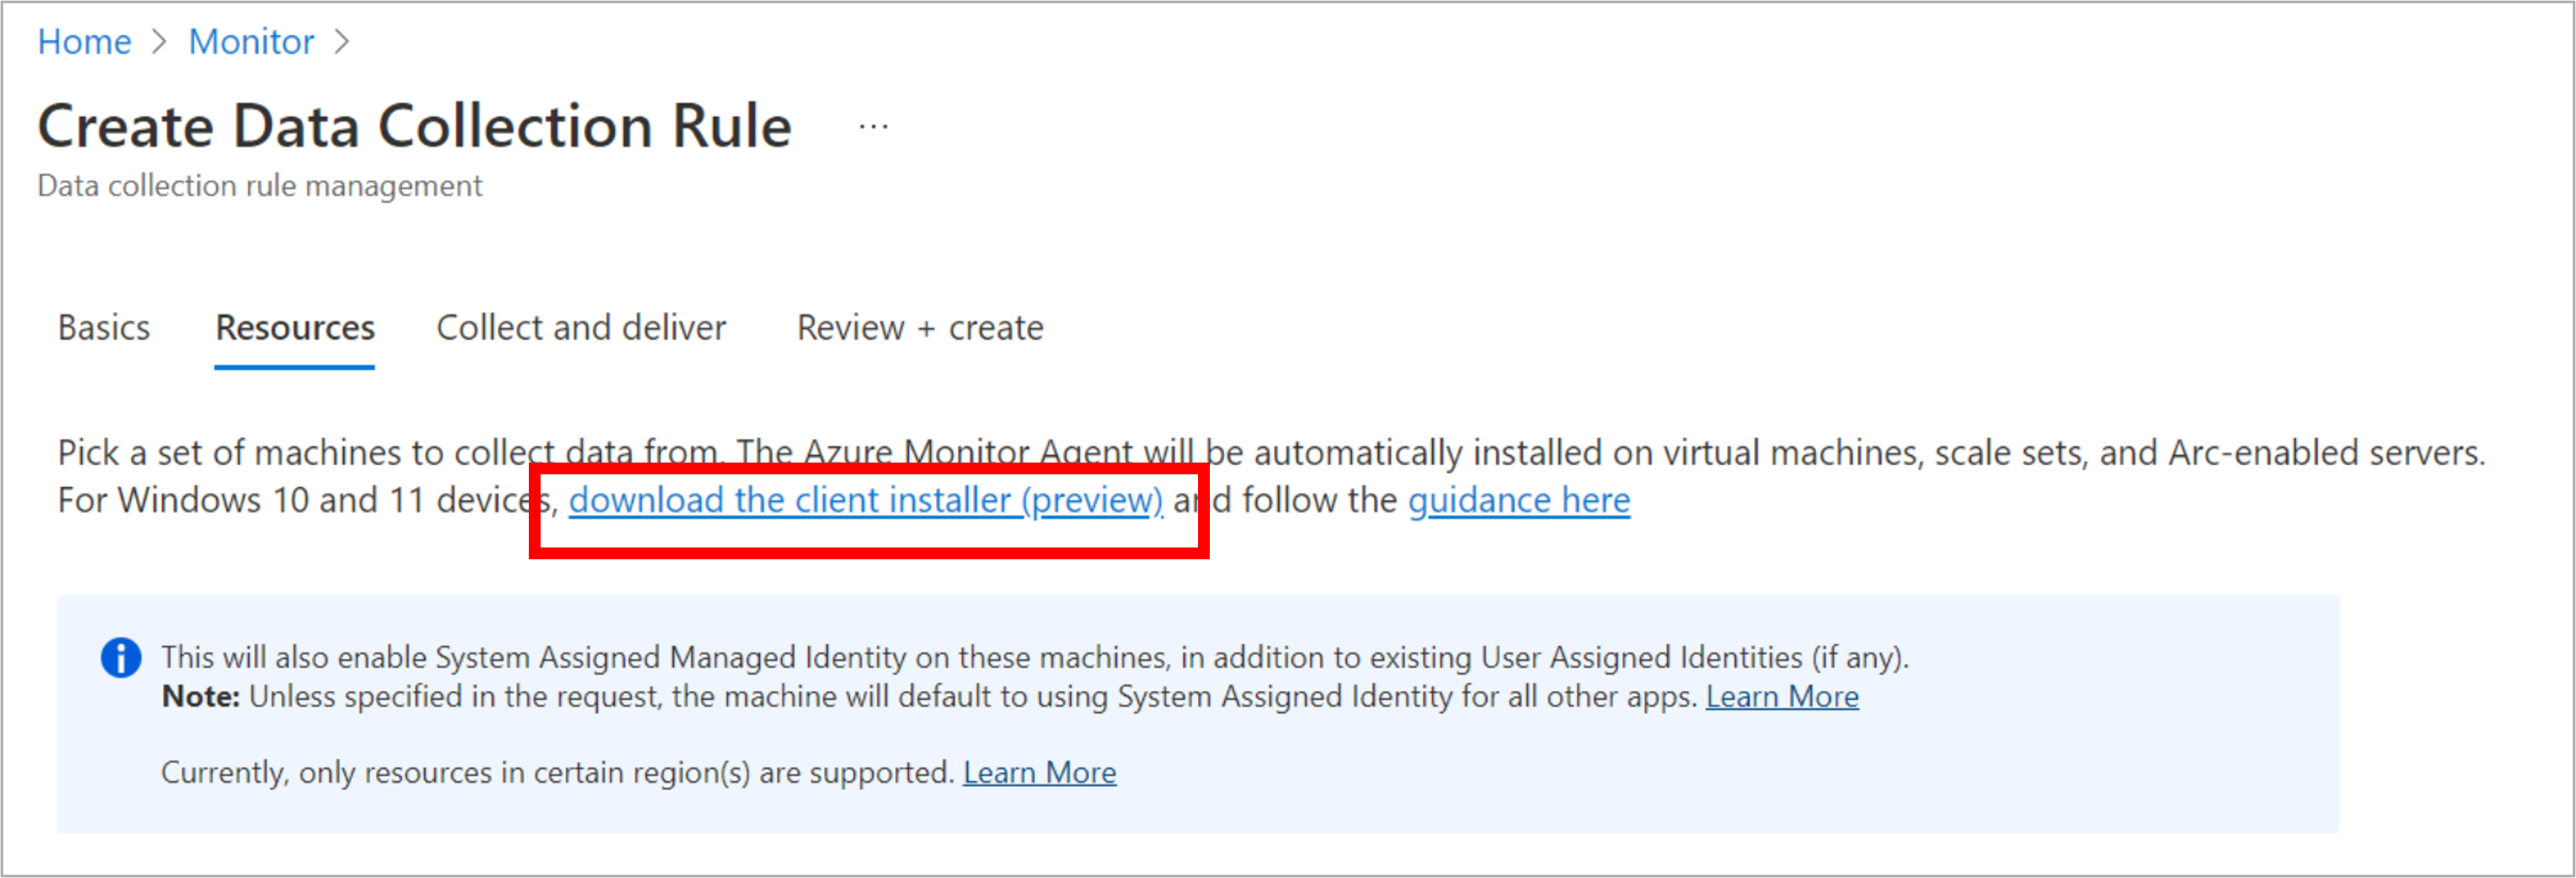 Home > Monitor >
Create Data Collection Rule ...
Data collection rule management
Basics Resources Collect and deliver Review + create
Pick a set of machines to collect data from. The Azure Monitor Agent will be automatically installed on virtual machines, scale sets, and Arc-enabled servers.
For Windows 10 and 11 devices, download the client installer (preview) and follow the guidance here
This will also enable System Assigned Managed Identity on these machines, in addition to existing User Assigned Identities (if any).
Note: Unless specified in the request, the machine will default to using System Assigned Identity for all other apps. Learn More
Currently, only resources in certain region(s) are supported. Learn More